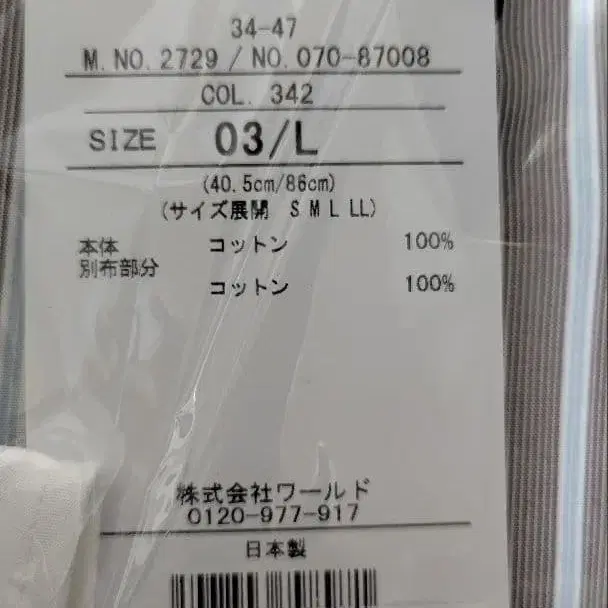 34-47
M.NO.2729 / NO.070-87008
COL. 342
SIZE 03/L
(40.5cm/86cm)
(サイズ展開 S M L LL)
本体 コットン 100%
別布部分
コットン 100%
株式会社ワールド
0120-977-917
日本製